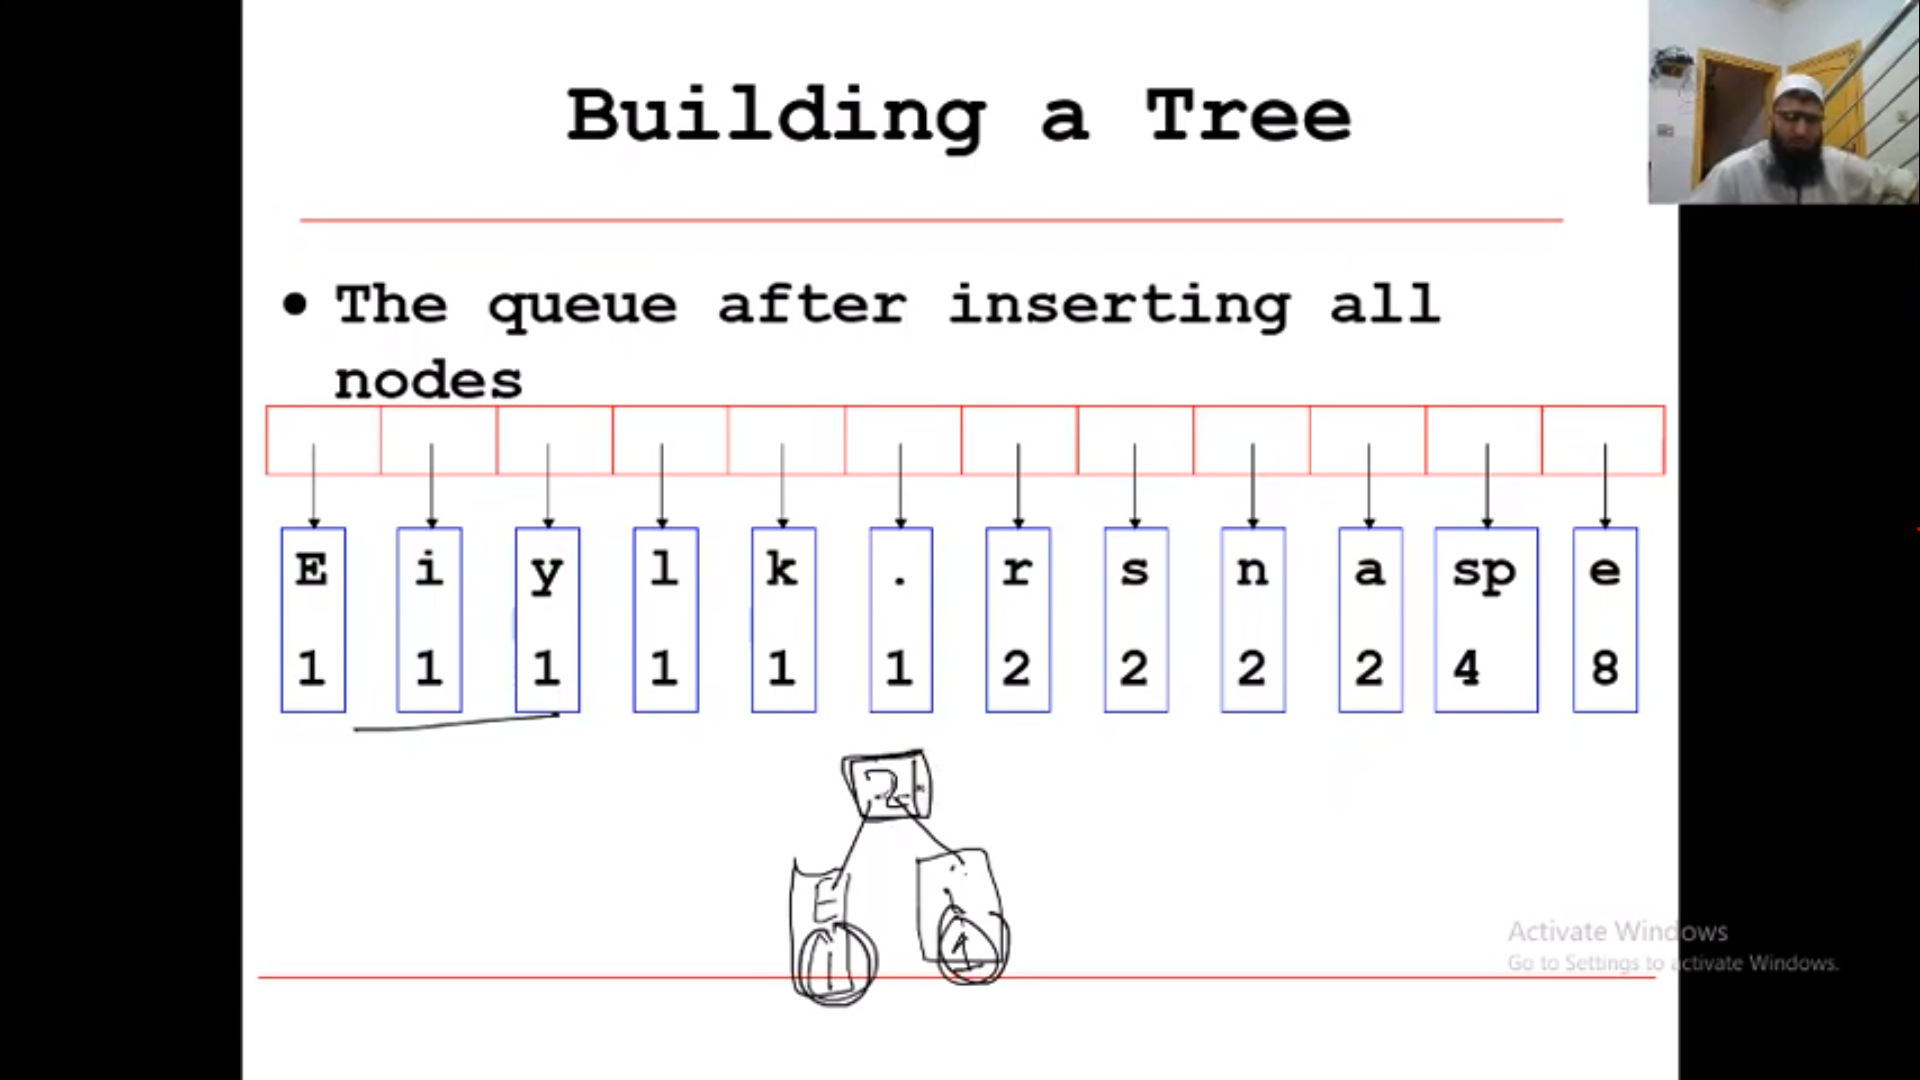 Building a Tree
• The queue after inserting all
nodes
E i y l k . r s n a sp e
1 1 1 1 1 1 2 2 2 2 4 8
2
E i
1 1
Activate Windows
Go to Settings to activate Windows.